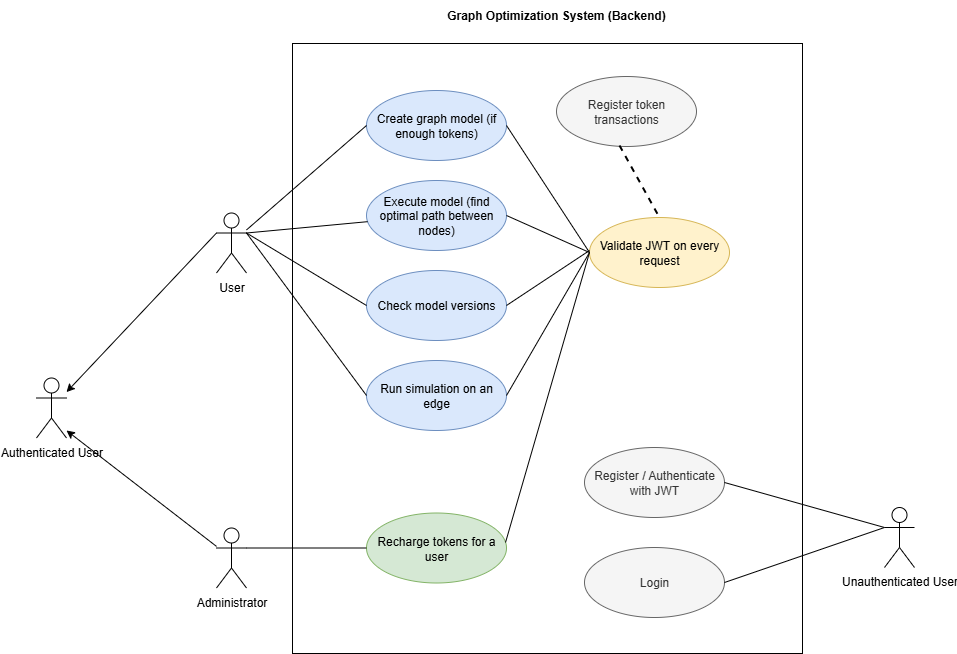 Graph Optimization System (Backend)
Register token
transactions
Create graph model (if
enough tokens)
Execute model (find
optimal path between
nodes)
Validate JWT on every
request
User
Check model versions
Run simulation on an
edge
Authenticated User
Register / Authenticate
with JWT
Recharge tokens for a
user
Login
Unauthenticated User
Administrator